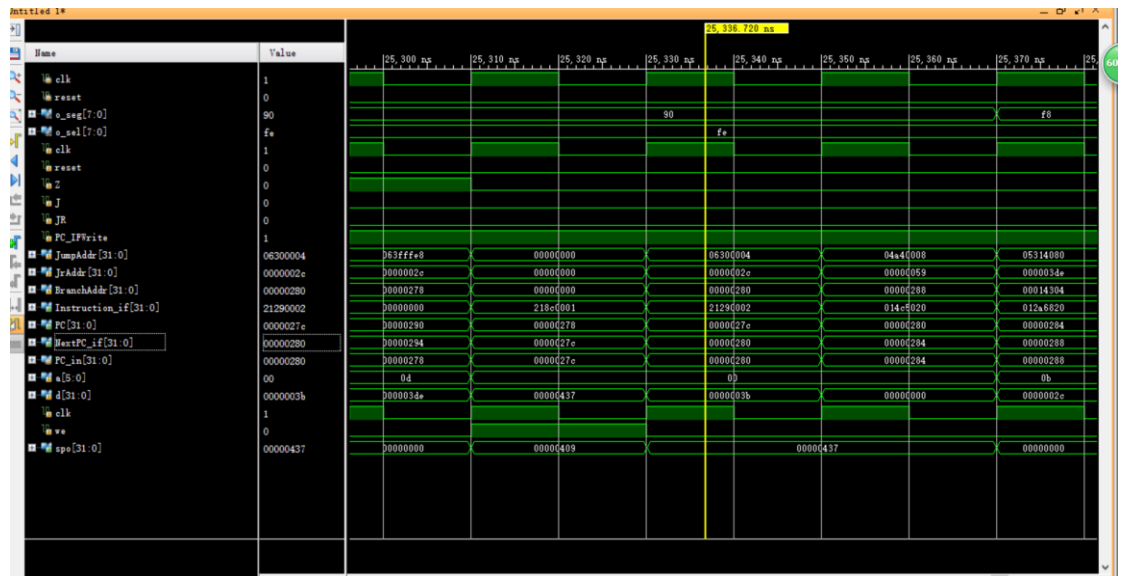 Untitled 1*
25,336.720 ns
Name Value
25,300 ns 25,310 ns 25,320 ns 25,330 ns 25,340 ns 25,350 ns 25,360 ns 25,370 ns 25,
60
clk 1
reset 0
o_seg[7:0] 90 90 f8
o_sel[7:0] fe fe
clk 1
reset 0
Z 0
J 0
JR 0
PC_IFWrite 1
JumpAddr[31:0] 06300004 063fffe8 00000000 06300004 04a40008 05314080
JrAddr[31:0] 0000002c 0000002c 00000000 0000002c 00000059 000003de
BranchAddr[31:0] 00000280 00000278 00000000 00000280 00000288 00014304
Instruction_if[31:0] 21290002 00000000 218c0001 21290002 014c5020 012a6820
PC[31:0] 0000027c 00000290 00000278 0000027c 00000280 00000284
NextPC_if[31:0] 00000280 00000294 0000027c 00000280 00000284 00000288
PC_in[31:0] 00000280 00000278 0000027c 00000280 00000284 00000288
a[5:0] 00 0d 00 0b
d[31:0] 0000003b 000003de 00000437 0000003b 00000000 0000002c
clk 1
we 0
spo[31:0] 00000437 00000000 00000409 00000437 00000000